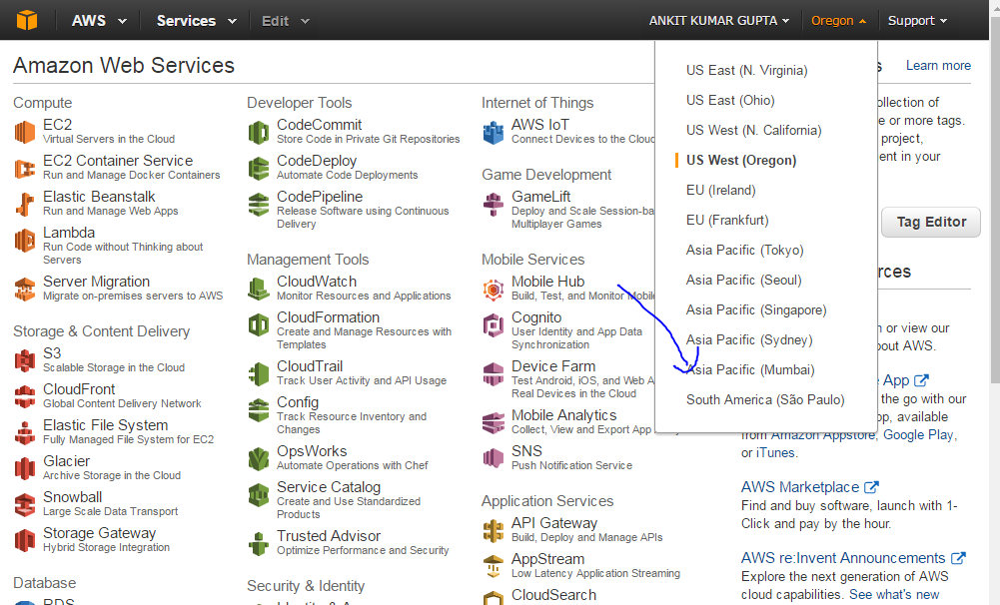 AWS
Services
Edit
ANKIT KUMAR GUPTA
Oregon
Support
Amazon Web Services
Compute
EC2
Virtual Servers in the Cloud
EC2 Container Service
Run and Manage Docker Containers
Elastic Beanstalk
Run and Manage Web Apps
Lambda
Run Code without Thinking about
Servers
Server Migration
Migrate on-premises servers to AWS
Storage & Content Delivery
S3
Scalable Storage in the Cloud
CloudFront
Global Content Delivery Network
Elastic File System
Fully Managed File System for EC2
Glacier
Archive Storage in the Cloud
Snowball
Large Scale Data Transport
Storage Gateway
Hybrid Storage Integration
Database
RDS
Developer Tools
CodeCommit
Store Code in Private Git Repositories
CodeDeploy
Automate Code Deployments
CodePipeline
Release Software using Continuous
Delivery
Management Tools
CloudWatch
Monitor Resources and Applications
CloudFormation
Create and Manage Resources with
Templates
CloudTrail
Track User Activity and API Usage
Config
Track Resource Inventory and
Changes
OpsWorks
Automate Operations with Chef
Service Catalog
Create and Use Standardized
Products
Trusted Advisor
Optimize Performance and Security
Security & Identity
Internet of Things
AWS IoT
Connect Devices to the Cloud
Game Development
GameLift
Deploy and Scale Session-ba
Multiplayer Games
Mobile Services
Mobile Hub
Build, Test, and Monitor Mobile
Cognito
User Identity and App Data
Synchronization
Device Farm
Test Android, iOS, and Web A
Real Devices in the Cloud
Mobile Analytics
Collect, View and Export App
SNS
Push Notification Service
Application Services
API Gateway
Build, Deploy and Manage APIs
AppStream
Low Latency Application Streaming
CloudSearch
US East (N. Virginia)
US East (Ohio)
US West (N. California)
US West (Oregon)
EU (Ireland)
EU (Frankfurt)
Asia Pacific (Tokyo)
Asia Pacific (Seoul)
Asia Pacific (Singapore)
Asia Pacific (Sydney)
Asia Pacific (Mumbai)
South America (São Paulo)
s
Learn more
ollection of
e or more tags.
project,
ent in your
Tag Editor
rces
n or view our
bout AWS.
App
the go with our
op, available
from Amazon Appstore, Google Play,
or iTunes.
AWS Marketplace
Find and buy software, launch with 1-
Click and pay by the hour.
AWS re:Invent Announcements
Explore the next generation of AWS
cloud capabilities. See what's new